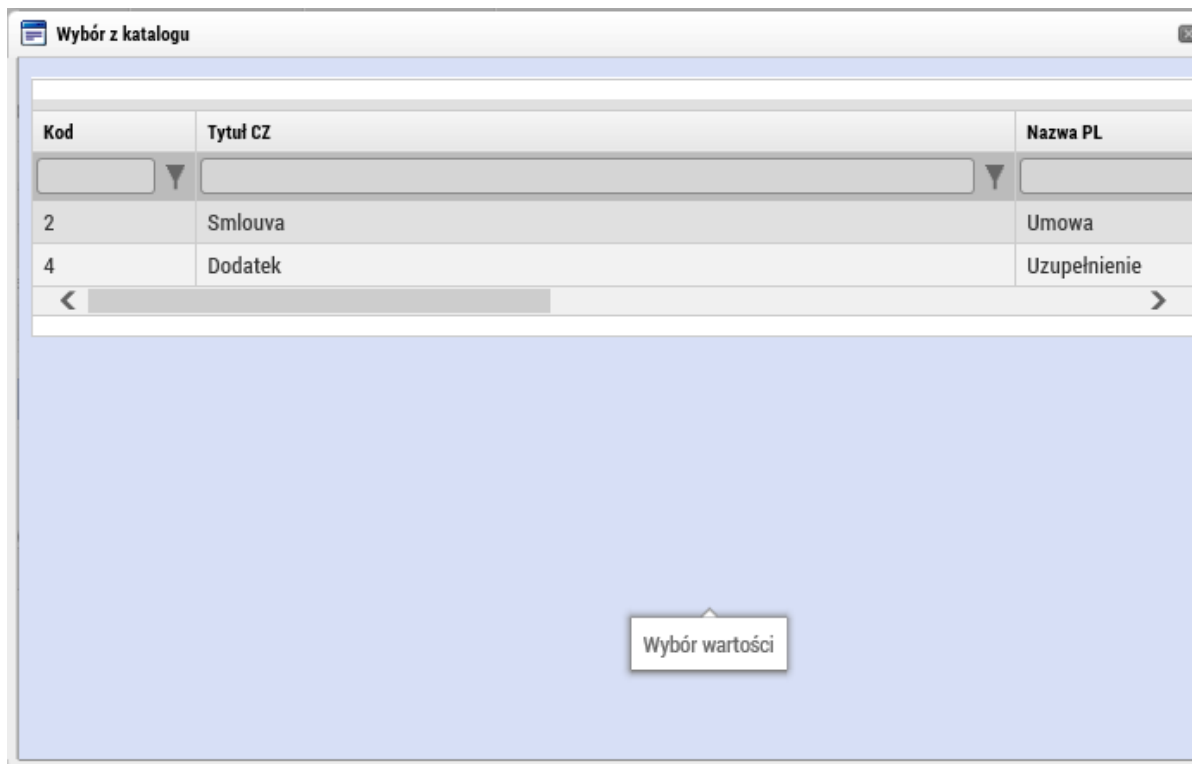 Wybór z katalogu
Kod Tytuł CZ Nazwa PL
2 Smlouva Umowa
4 Dodatek Uzupełnienie
Wybór wartości